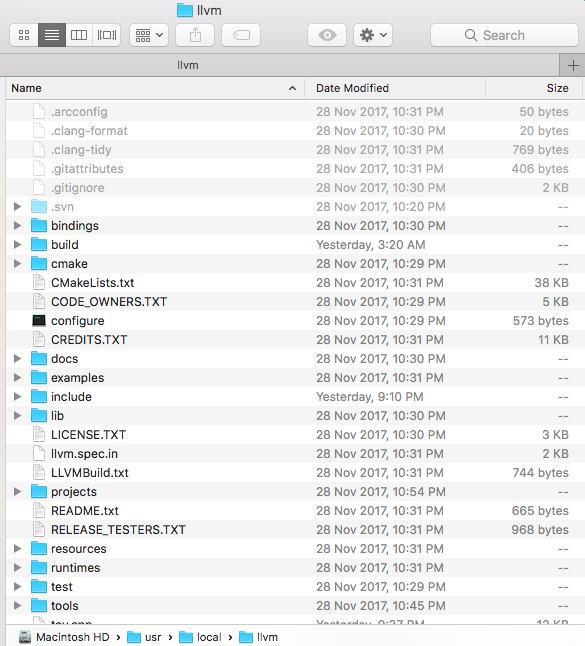 llvm
Search
llvm
Name Date Modified Size
.arcconfig 28 Nov 2017, 10:31 PM 50 bytes
.clang-format 28 Nov 2017, 10:30 PM 20 bytes
.clang-tidy 28 Nov 2017, 10:31 PM 769 bytes
.gitattributes 28 Nov 2017, 10:31 PM 406 bytes
.gitignore 28 Nov 2017, 10:30 PM 2 KB
.svn 28 Nov 2017, 10:20 PM --
bindings 28 Nov 2017, 10:30 PM --
build Yesterday, 3:20 AM --
cmake 28 Nov 2017, 10:29 PM --
CMakeLists.txt 28 Nov 2017, 10:31 PM 38 KB
CODE_OWNERS.TXT 28 Nov 2017, 10:29 PM 5 KB
configure 28 Nov 2017, 10:29 PM 573 bytes
CREDITS.TXT 28 Nov 2017, 10:31 PM 11 KB
docs 28 Nov 2017, 10:30 PM --
examples 28 Nov 2017, 10:31 PM --
include Yesterday, 9:10 PM --
lib 28 Nov 2017, 10:30 PM --
LICENSE.TXT 28 Nov 2017, 10:30 PM 3 KB
llvm.spec.in 28 Nov 2017, 10:31 PM 2 KB
LLVMBuild.txt 28 Nov 2017, 10:31 PM 744 bytes
projects 28 Nov 2017, 10:54 PM --
README.txt 28 Nov 2017, 10:31 PM 665 bytes
RELEASE_TESTERS.TXT 28 Nov 2017, 10:31 PM 968 bytes
resources 28 Nov 2017, 10:31 PM --
runtimes 28 Nov 2017, 10:31 PM --
test 28 Nov 2017, 10:29 PM --
tools 28 Nov 2017, 10:45 PM --
Macintosh HD usr local llvm